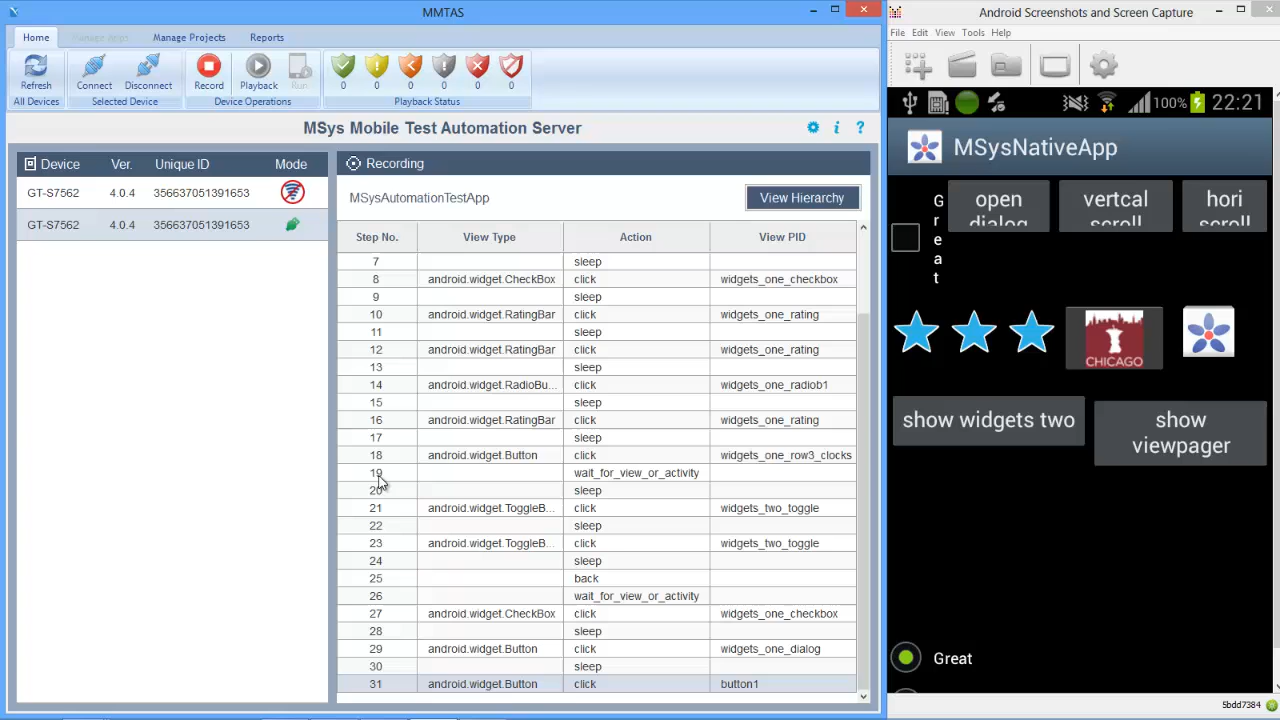 MMTAS
Home Manage Apps Manage Projects Reports
Refresh Connect Disconnect Record Playback Run 0 0 0 0 0 0
All Devices Selected Device Device Operations Playback Status
MSys Mobile Test Automation Server
Device Ver. Unique ID Mode
GT-S7562 4.0.4 356637051391653
GT-S7562 4.0.4 356637051391653
Recording
MSysAutomationTestApp View Hierarchy
Step No. View Type Action View PID
7 sleep
8 android.widget.CheckBox click widgets_one_checkbox
9 sleep
10 android.widget.RatingBar click widgets_one_rating
11 sleep
12 android.widget.RatingBar click widgets_one_rating
13 sleep
14 android.widget.RadioBu... click widgets_one_radiob1
15 sleep
16 android.widget.RatingBar click widgets_one_rating
17 sleep
18 android.widget.Button click widgets_one_row3_clocks
19 wait_for_view_or_activity
20 sleep
21 android.widget.ToggleB... click widgets_two_toggle
22 sleep
23 android.widget.ToggleB... click widgets_two_toggle
24 sleep
25 back
26 wait_for_view_or_activity
27 android.widget.CheckBox click widgets_one_checkbox
28 sleep
29 android.widget.Button click widgets_one_dialog
30 sleep
31 android.widget.Button click button1
Android Screenshots and Screen Capture
File Edit View Tools Help
100% 22:21
MSysNativeApp
Great
open dialog
vertcal scroll
hori scroll
CHICAGO
show widgets two
show viewpager
Great
5bdd7384